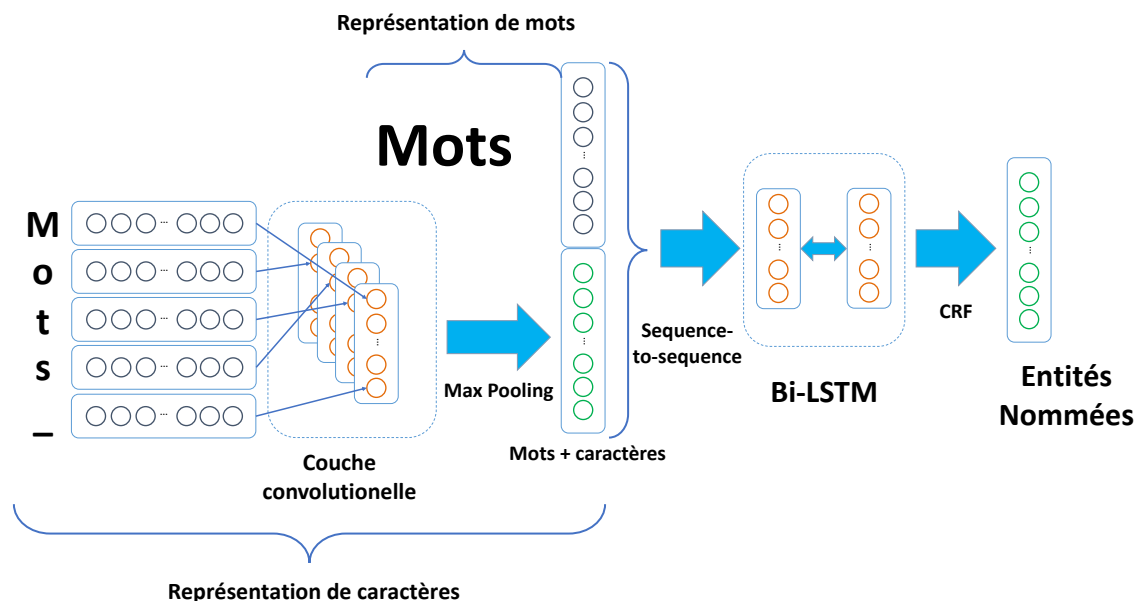 Représentation de mots
Mots
M
o
t
s
_
Max Pooling
Couche
convolutionelle
Mots + caractères
Représentation de caractères
Sequence-
to-sequence
Bi-LSTM
CRF
Entités
Nommées